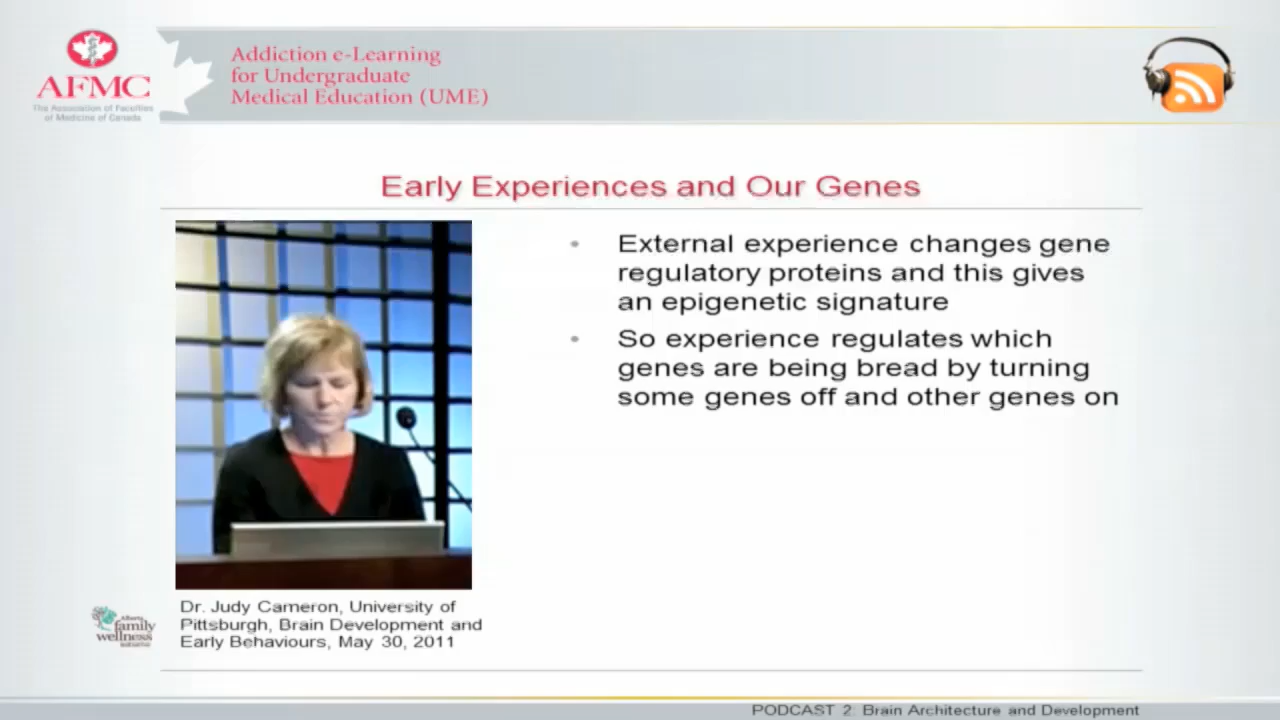 AFMC
The Association of Faculties
of Medicine of Canada
Addiction e-Learning
for Undergraduate
Medical Education (UME)
Early Experiences and Our Genes
• External experience changes gene
regulatory proteins and this gives
an epigenetic signature
• So experience regulates which
genes are being bread by turning
some genes off and other genes on
Dr. Judy Cameron, University of
Pittsburgh, Brain Development and
Early Behaviours, May 30, 2011
Alberta
family
wellness
initiative
PODCAST 2: Brain Architecture and Development